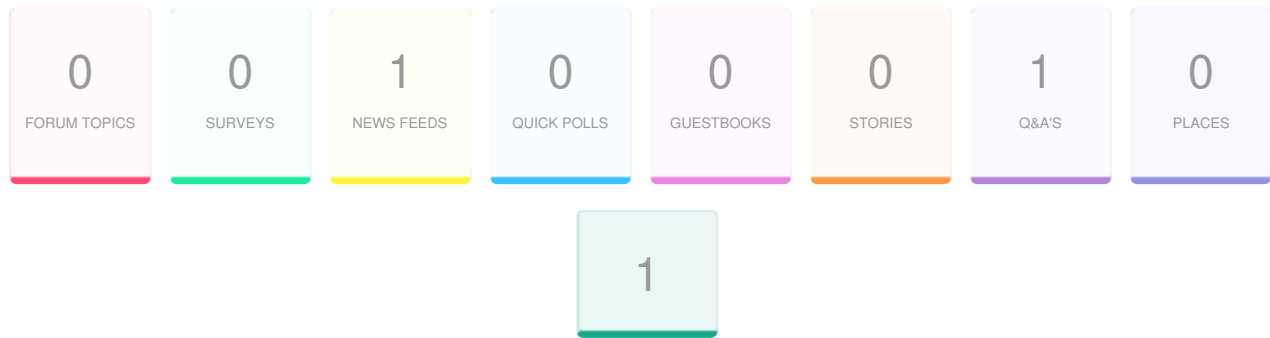 0 0 1 0 0 0 1 0
FORUM TOPICS SURVEYS NEWS FEEDS QUICK POLLS GUESTBOOKS STORIES Q&A'S PLACES
1